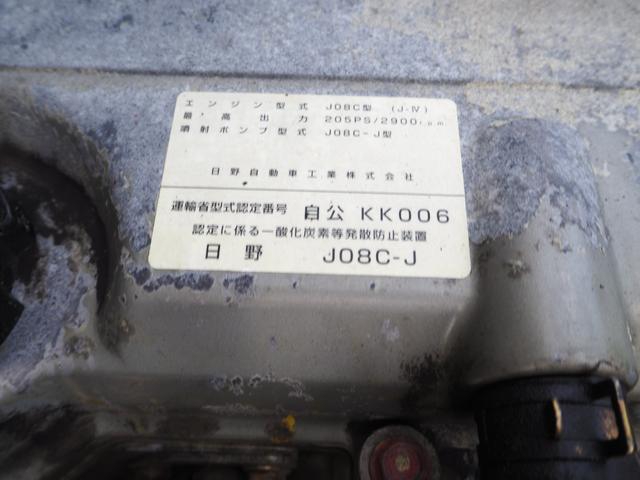 エンジン型式 J08C型 (J-Ⅳ)
最高出力 205PS/2900r.p.m.
噴射ポンプ型式 J08C-J型
日野自動車工業株式会社
運輸省型式認定番号 自公 KK006
認定に係る一酸化炭素等発散防止装置
日野 J08C-J